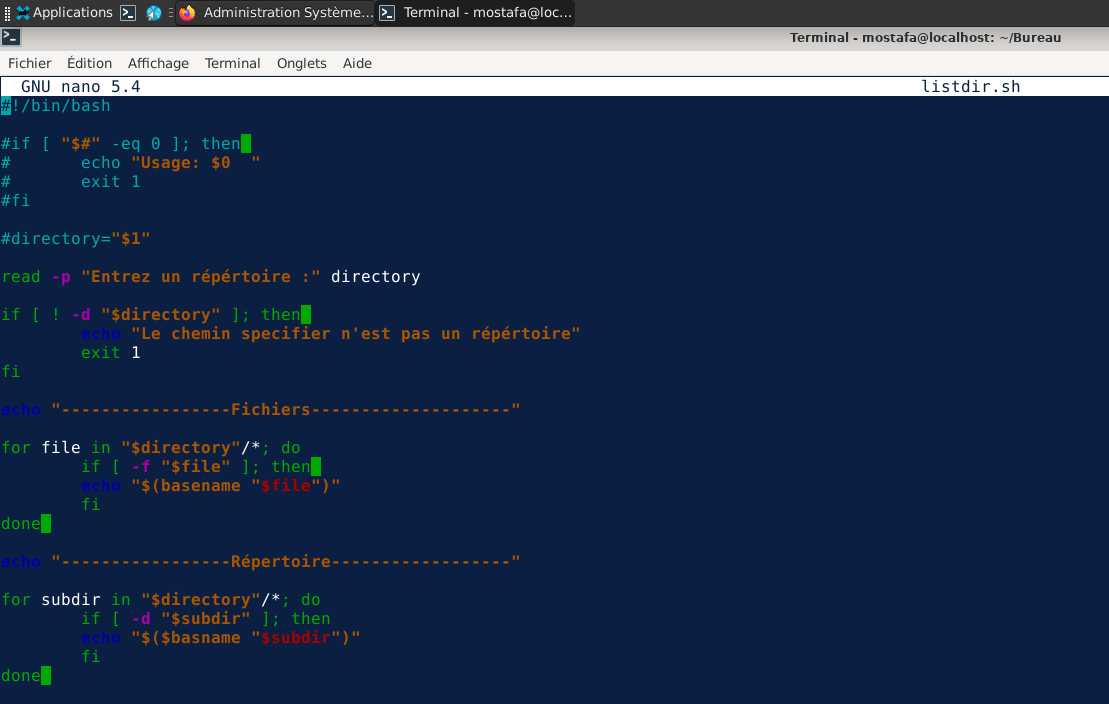 Applications Administration Système... Terminal - mostafa@loc...
Terminal - mostafa@localhost: ~/Bureau
Fichier Édition Affichage Terminal Onglets Aide
GNU nano 5.4 listdir.sh
#!/bin/bash
#if [ "$#" -eq 0 ]; then
# echo "Usage: $0  "
# exit 1
#fi
#directory="$1"
read -p "Entrez un répértoire :" directory
if [ ! -d "$directory" ]; then
echo "Le chemin specifier n'est pas un répértoire"
exit 1
fi
echo "-----------------Fichiers--------------------"
for file in "$directory"/*; do
if [ -f "$file" ]; then
echo "$(basename "$file")"
fi
done
echo "-----------------Répertoire------------------"
for subdir in "$directory"/*; do
if [ -d "$subdir" ]; then
echo "$($basname "$subdir")"
fi
done